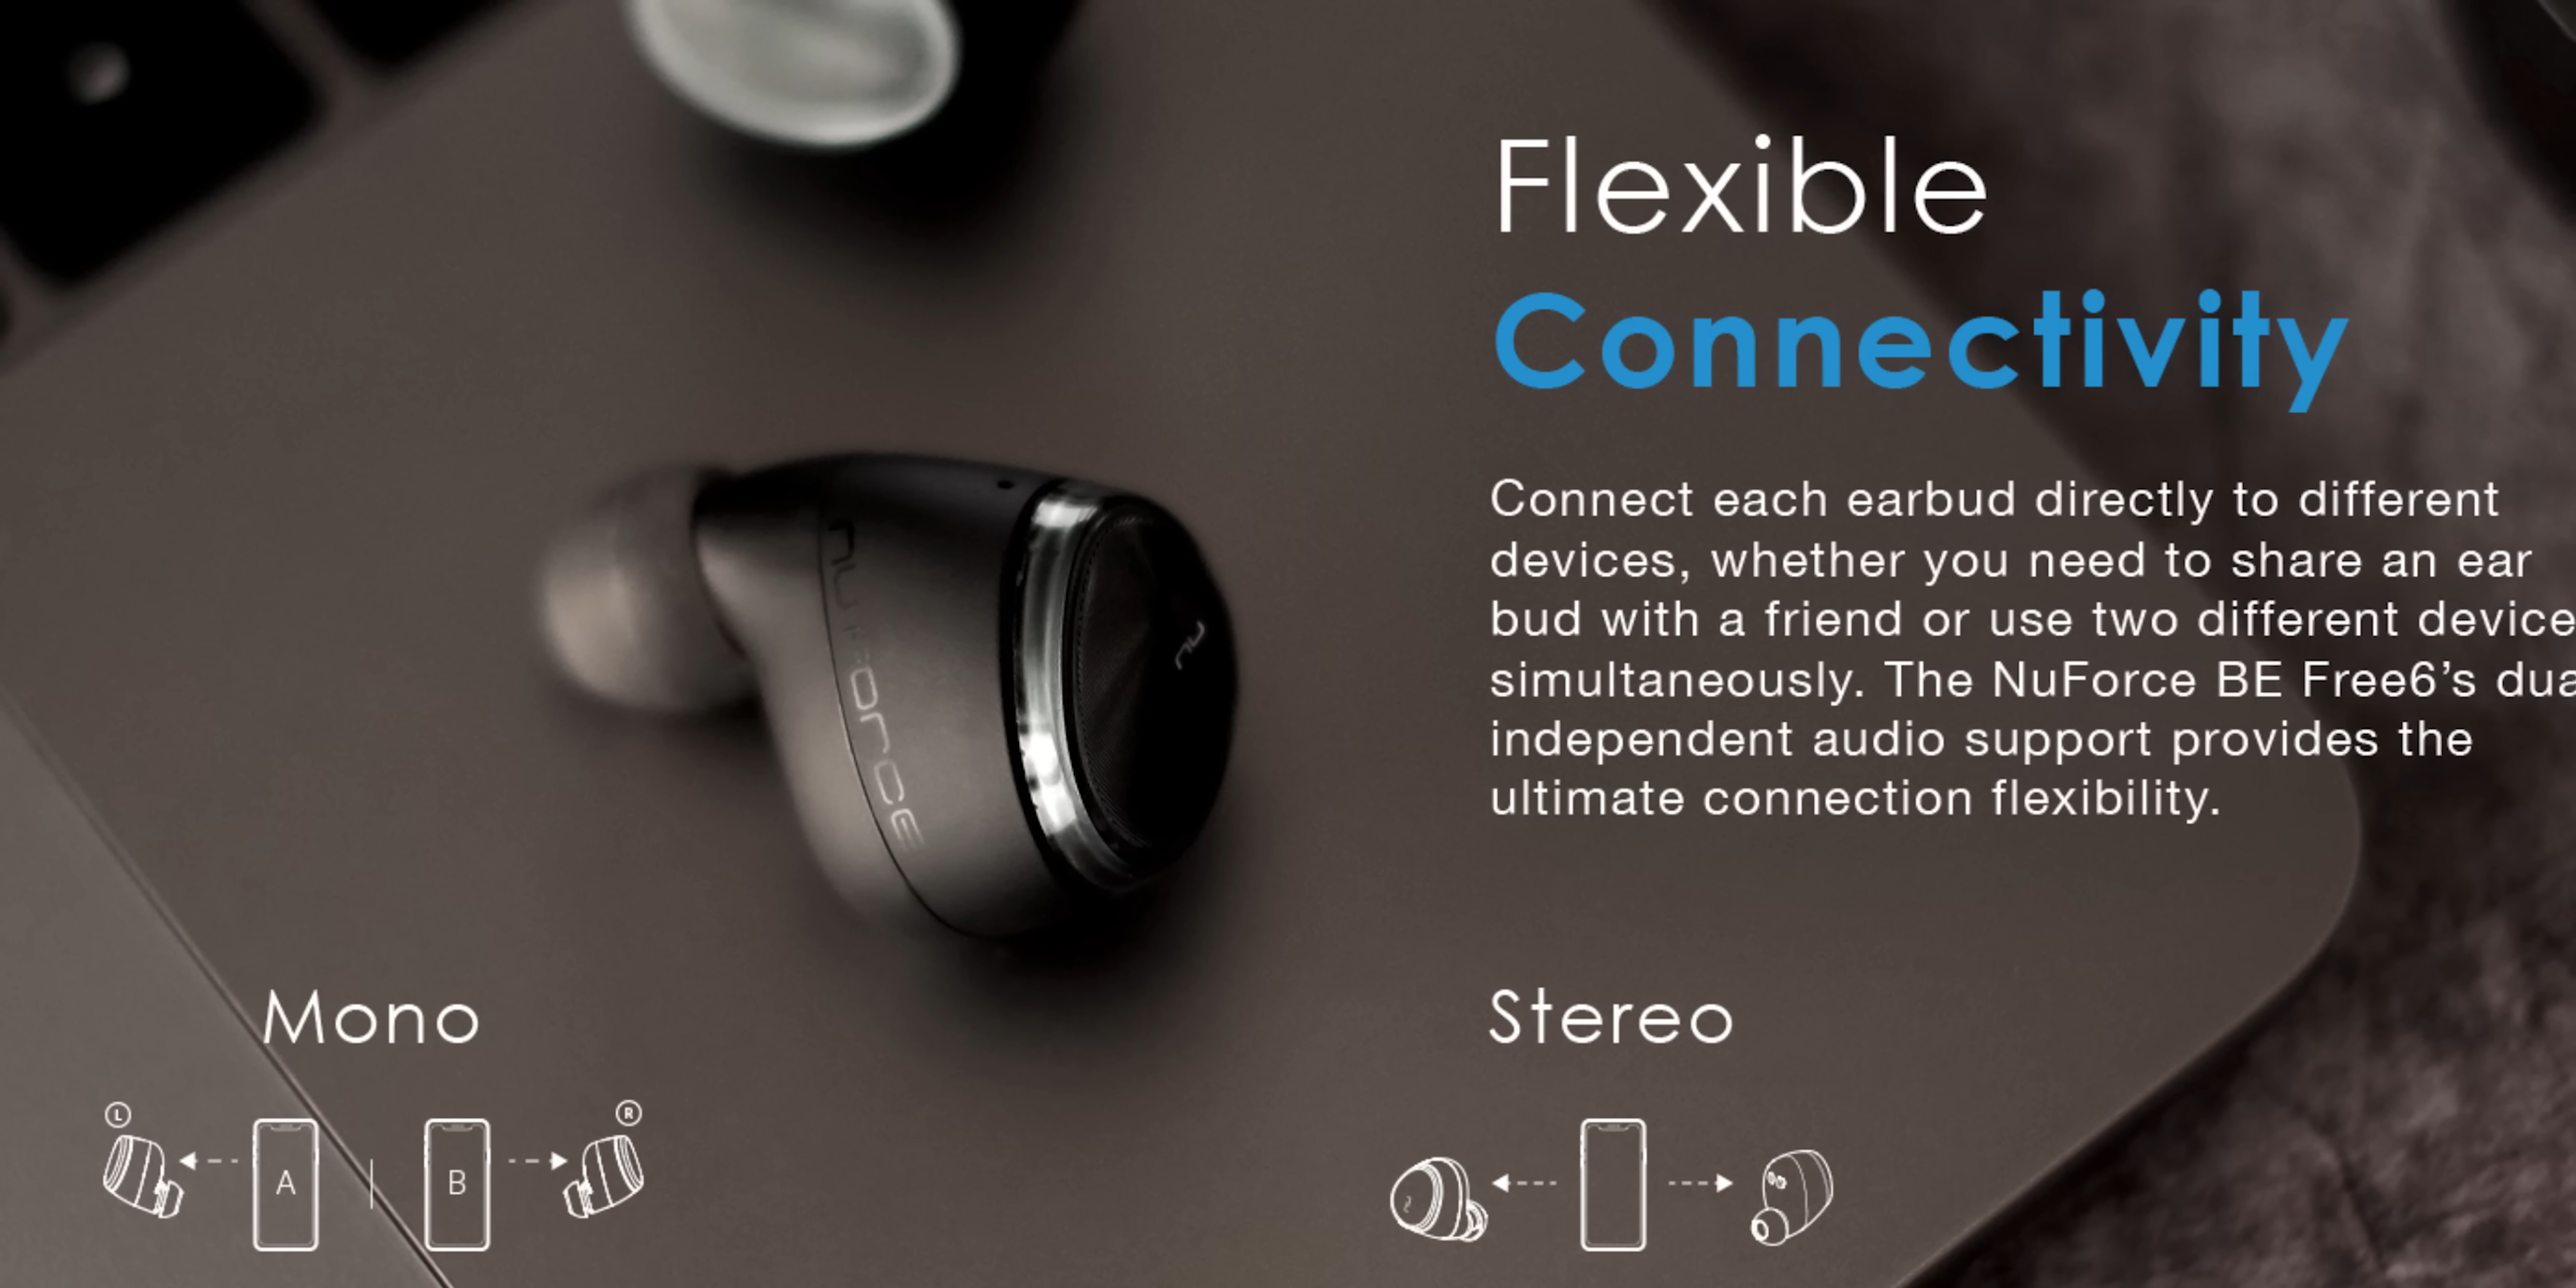 Flexible
Connectivity
Connect each earbud directly to different
devices, whether you need to share an ear
bud with a friend or use two different device
simultaneously. The NuForce BE Free6’s dua
independent audio support provides the
ultimate connection flexibility.
NUFORCE
nu
Mono
Stereo
L
R
A
B